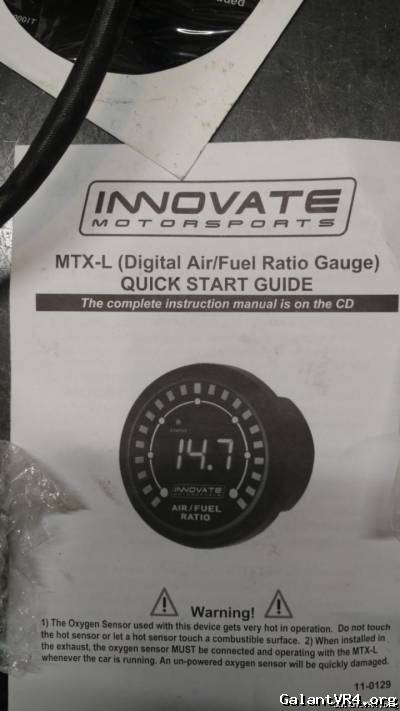 0001T
INNOVATE
MOTORSPORTS
MTX-L (Digital Air/Fuel Ratio Gauge)
QUICK START GUIDE
The complete instruction manual is on the CD
14.7
INNOVATE
AIR/FUEL
RATIO
Warning!
1) The Oxygen Sensor used with this device gets very hot in operation. Do not touch
the hot sensor or let a hot sensor touch a combustible surface. 2) When installed in
the exhaust, the oxygen sensor MUST be connected and operating with the MTX-L
whenever the car is running. An un-powered oxygen sensor will be quickly damaged.
11-0129
GalantVR4.org